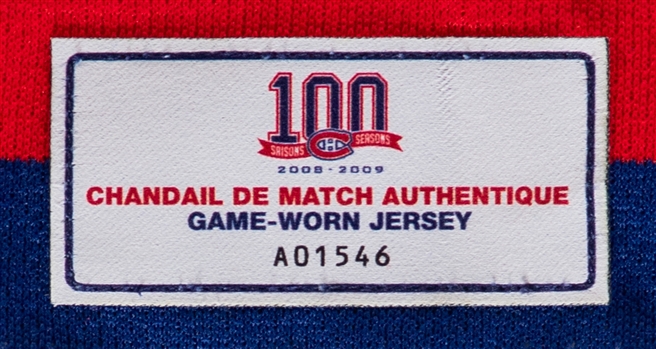 100
SAISONS SEASONS
2008-2009
CHANDAIL DE MATCH AUTHENTIQUE
GAME-WORN JERSEY
A01546